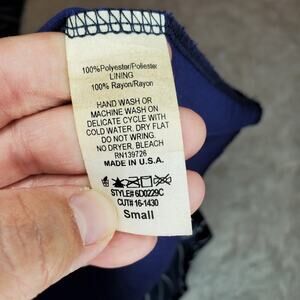 100%Polyester/Poliester
LINING
100% Rayon/Rayon
HAND WASH OR
MACHINE WASH ON
DELICATE CYCLE WITH
COLD WATER. DRY FLAT
DO NOT WRING.
NO DRYER, BLEACH
RN139726
MADE IN U.S.A.
STYLE# 6D0229C
CUT# 16-1430
Small